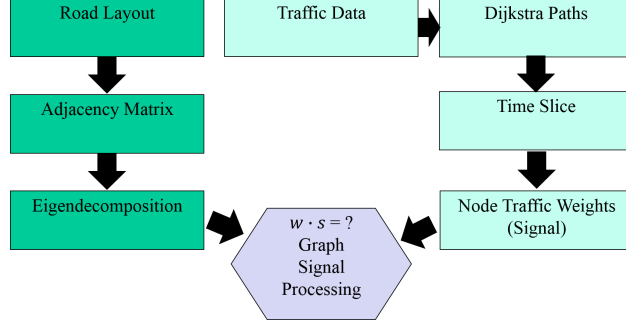 Road Layout
Traffic Data
Dijkstra Paths
Adjacency Matrix
Time Slice
Eigendecomposition
Node Traffic Weights
(Signal)
w · s = ?
Graph
Signal
Processing